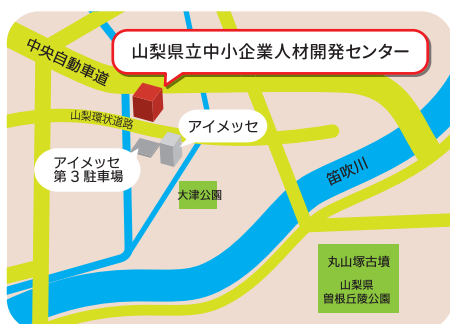 山梨県立中小企業人材開発センター
中央自動車道
山梨環状道路
アイメッセ
アイメッセ
第3駐車場
大津公園
笛吹川
丸山塚古墳
山梨県
曽根丘陵公園